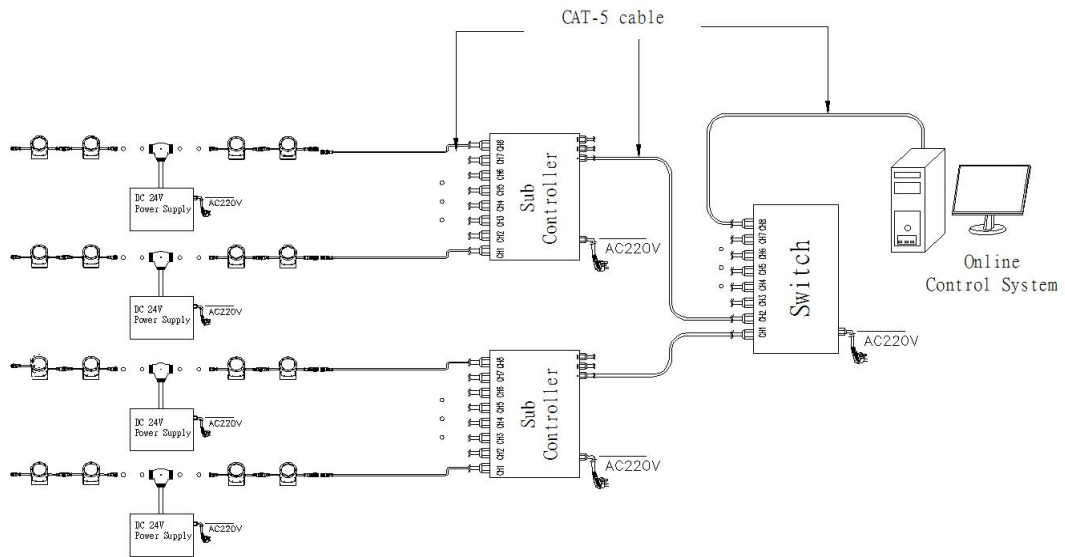 CAT-5 cable
CH8
CH7
CH6
CH5
CH4
CH3
CH2
CH1
Sub
Controller
AC220V
DC 24V
Power Supply
AC220V
DC 24V
Power Supply
AC220V
CH8
CH7
CH6
CH5
CH4
CH3
CH2
CH1
Switch
AC220V
Online
Control System
CH8
CH7
CH6
CH5
CH4
CH3
CH2
CH1
Sub
Controller
AC220V
DC 24V
Power Supply
AC220V
DC 24V
Power Supply
AC220V